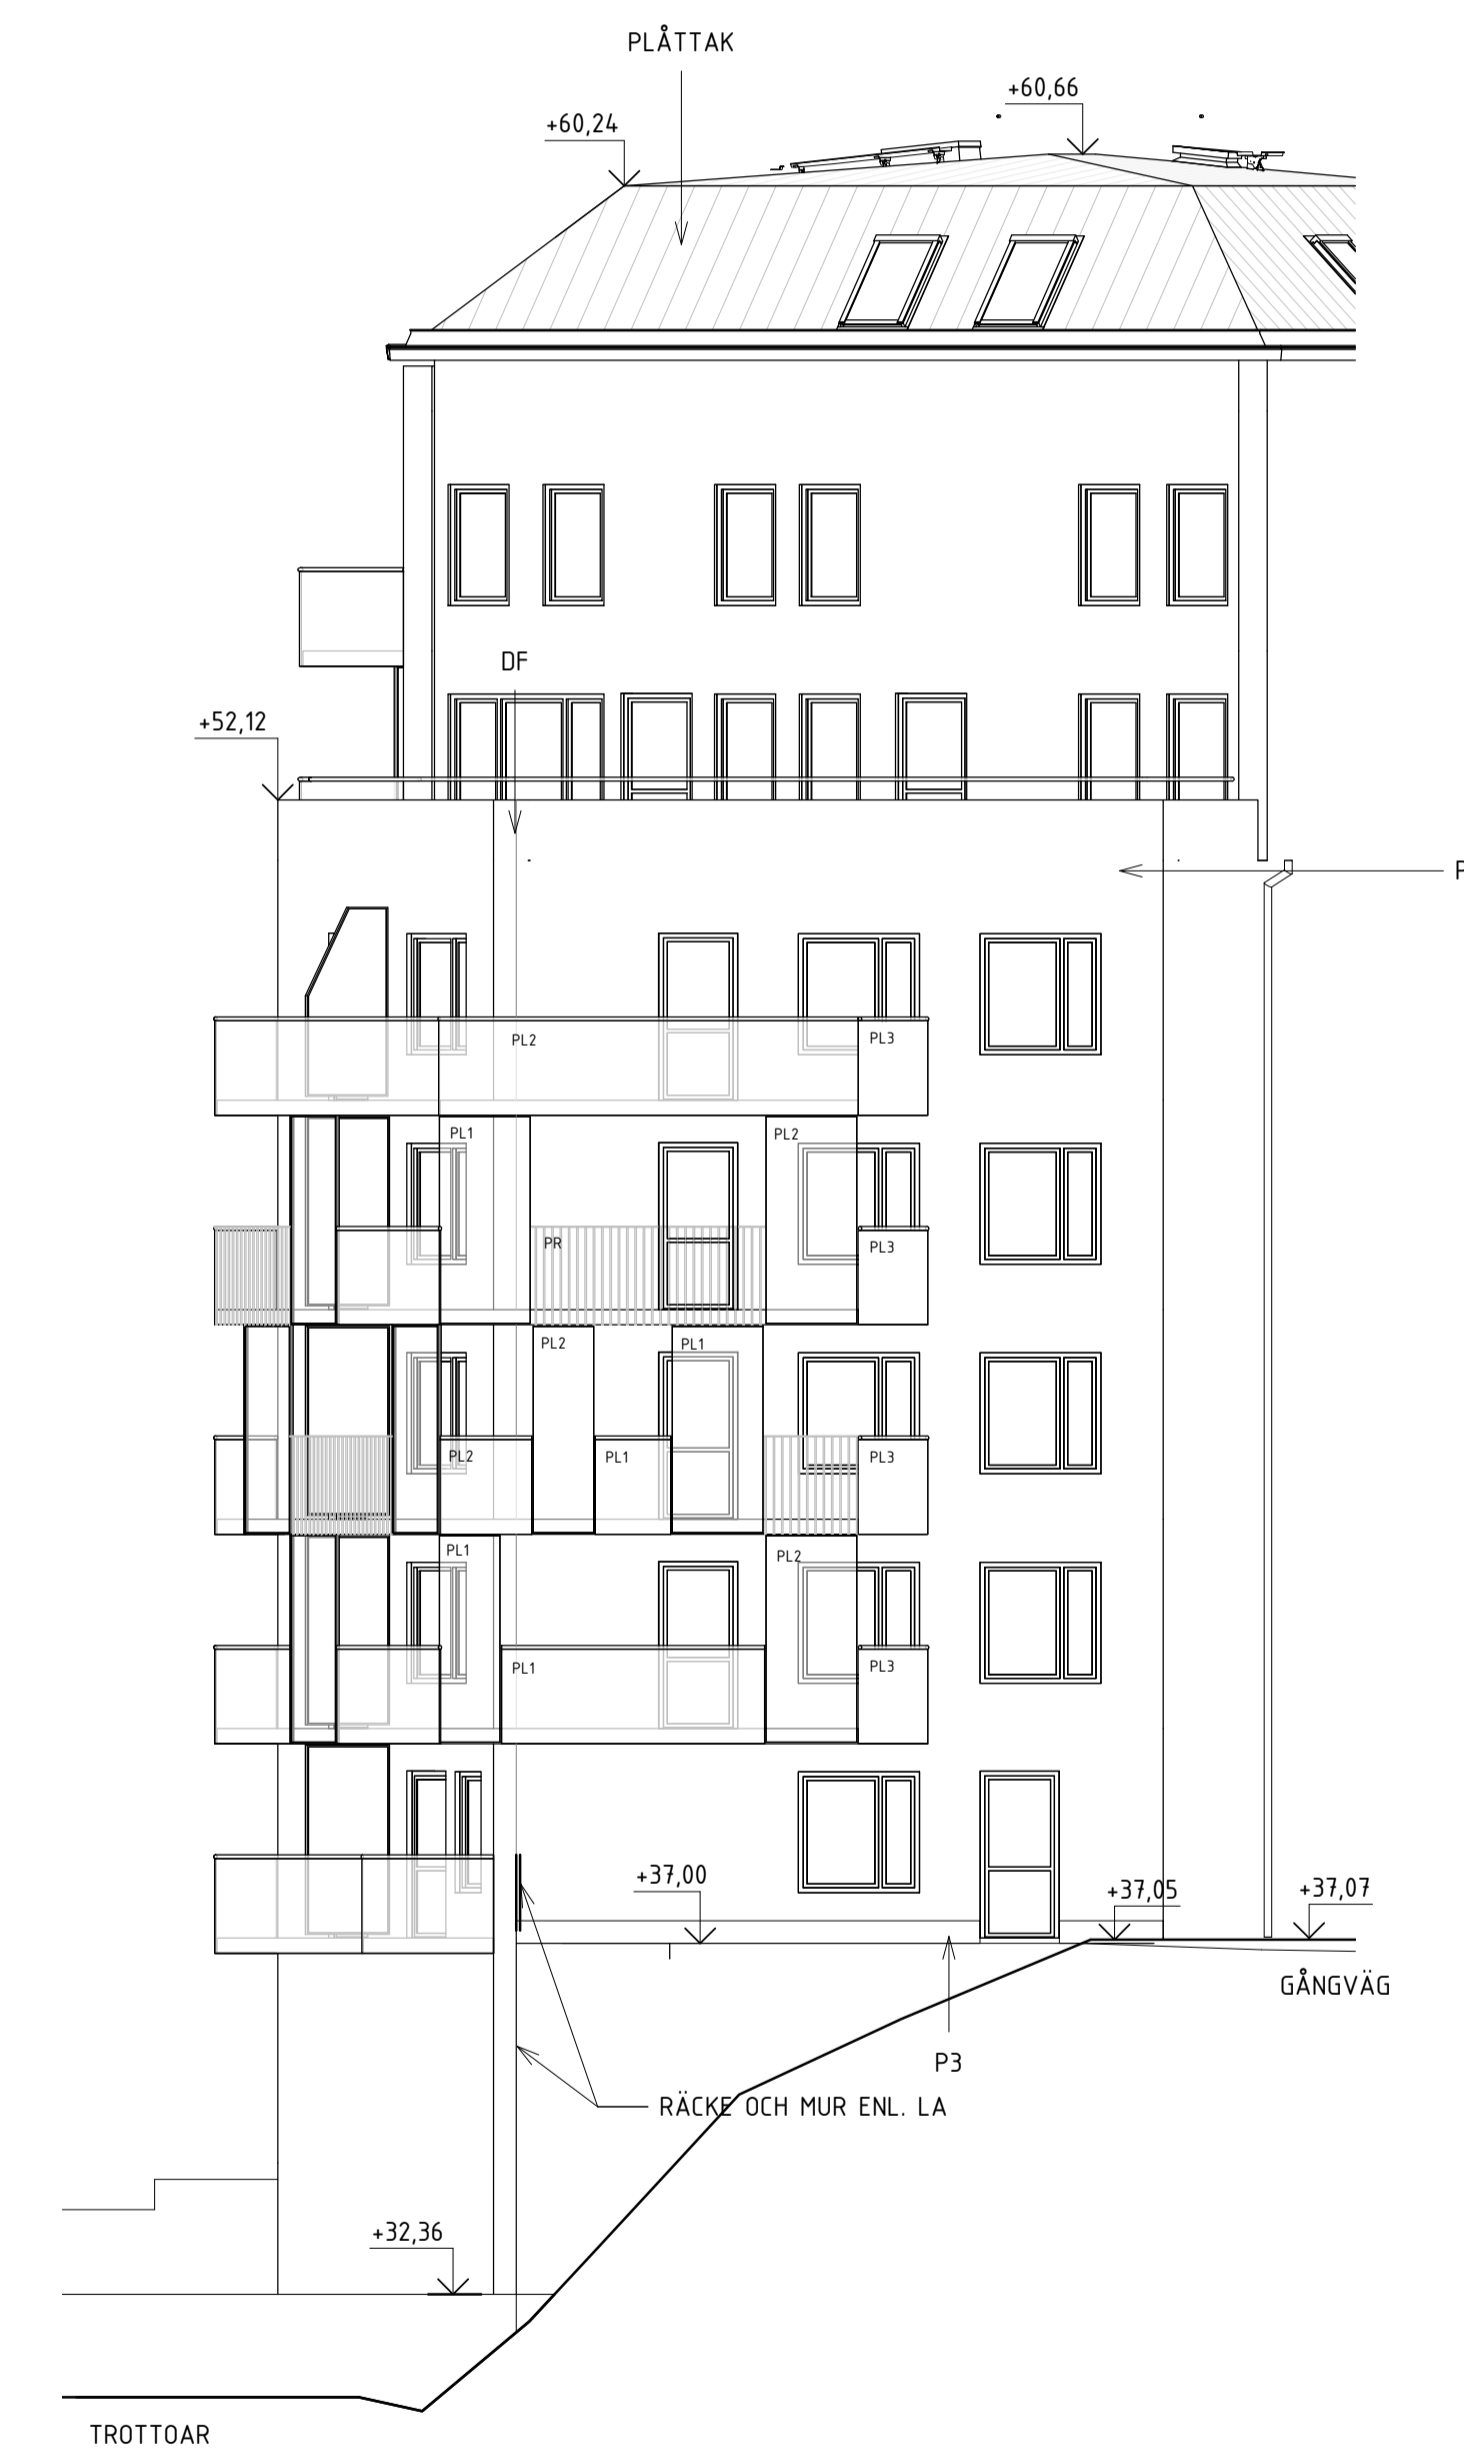 PLÅTTAK
+60,66
+60,24
DF
+52,12
P
PL2
PL3
PL1
PL2
PR
PL3
PL2
PL1
PL2
PL1
PL3
PL1
PL2
PL1
PL3
+37,00
+37,05
+37,07
GÅNGVÄG
P3
RÄCKE OCH MUR ENL. LA
+32,36
TROTTOAR